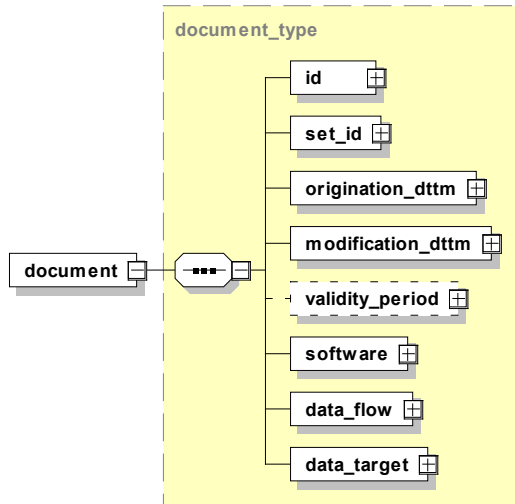 document_type
id
set_id
origination_dttm
modification_dttm
document
validity_period
software
data_flow
data_target